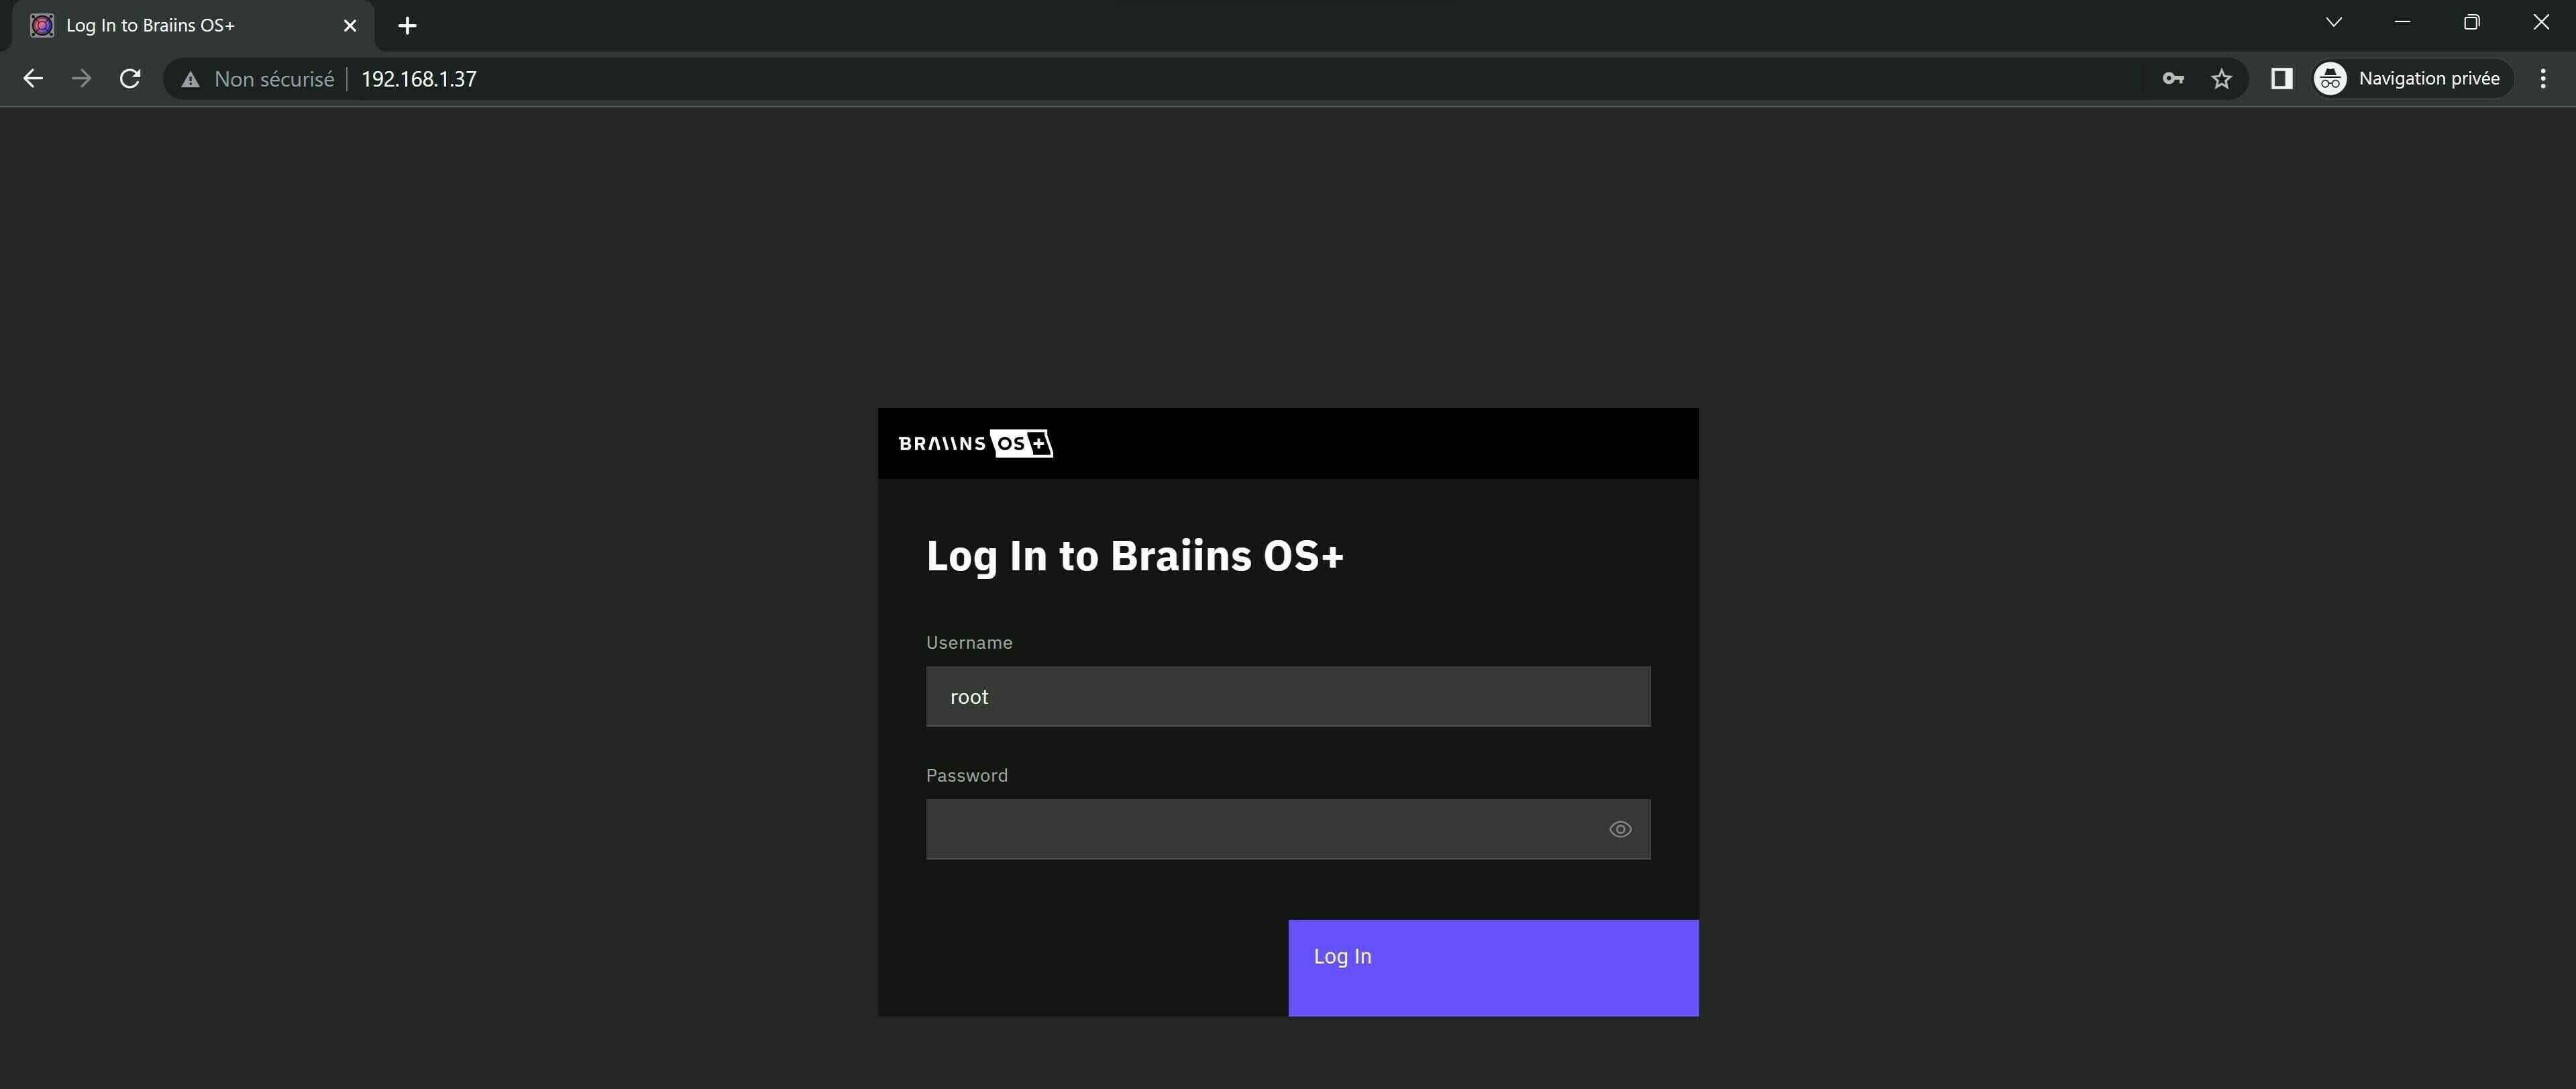 Log In to Braiins OS+
Non sécurisé 192.168.1.37 Navigation privée
BRAIINS OS +
Log In to Braiins OS+
Username
root
Password
Log In